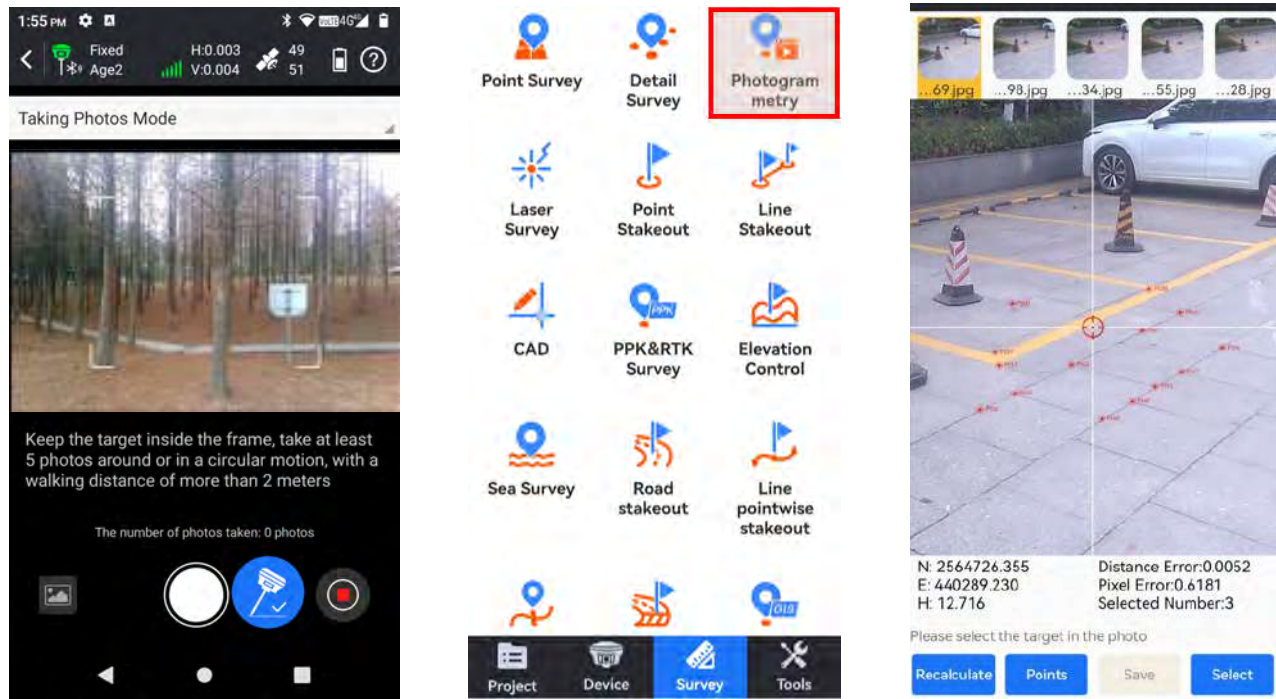 1:55 PM
VoLTE 4G
Fixed
H:0.003
49
Age2
V:0.004
51
Taking Photos Mode
Keep the target inside the frame, take at least
5 photos around or in a circular motion, with a
walking distance of more than 2 meters
The number of photos taken: 0 photos
Point Survey
Detail
Survey
Photogram
metry
Laser
Survey
Point
Stakeout
Line
Stakeout
CAD
PPK
PPK&RTK
Survey
Elevation
Control
Sea Survey
Road
stakeout
Line
pointwise
stakeout
GIS
Project
Device
Survey
Tools
...69.jpg
...98.jpg
...34.jpg
...55.jpg
...28.jpg
N: 2564726.355
E: 440289.230
H: 12.716
Distance Error:0.0052
Pixel Error:0.6181
Selected Number:3
Please select the target in the photo
Recalculate
Points
Save
Select